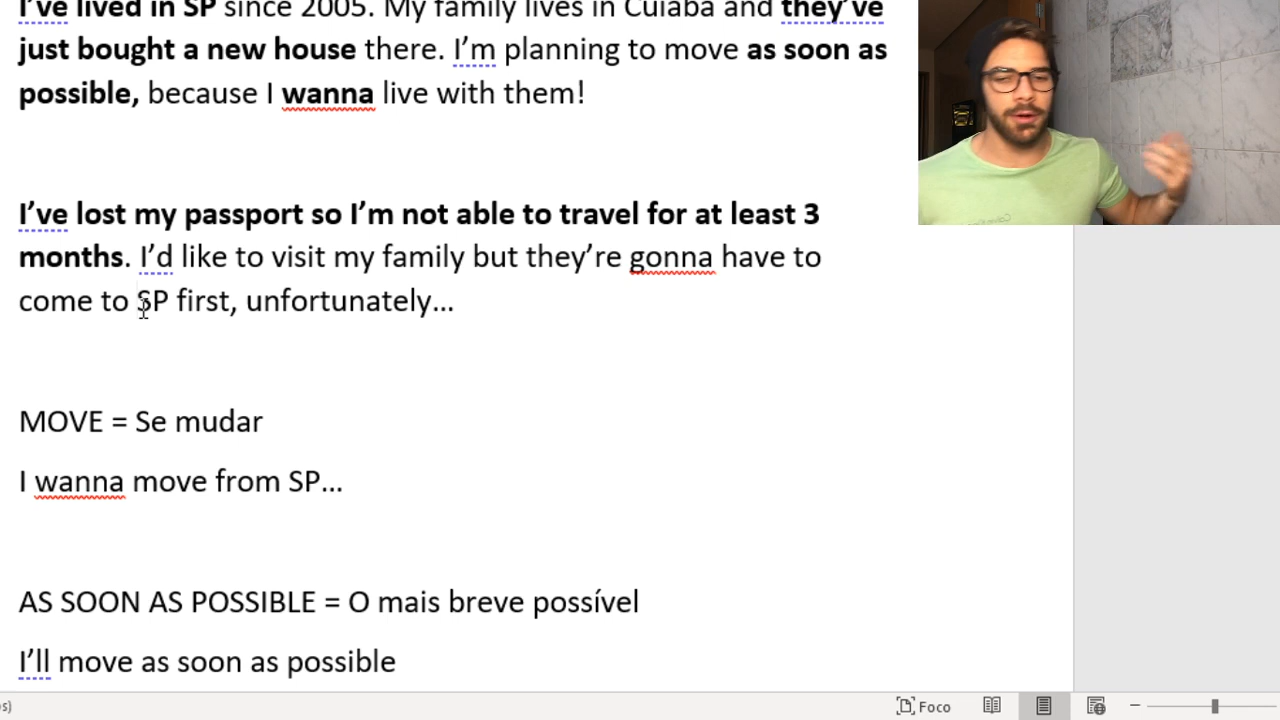 I’ve lived in SP since 2005. My family lives in Cuiabá and they’ve
just bought a new house there. I’m planning to move as soon as
possible, because I wanna live with them!
I’ve lost my passport so I’m not able to travel for at least 3
months. I’d like to visit my family but they’re gonna have to
come to SP first, unfortunately...
MOVE = Se mudar
I wanna move from SP...
AS SOON AS POSSIBLE = O mais breve possível
I’ll move as soon as possible
Foco